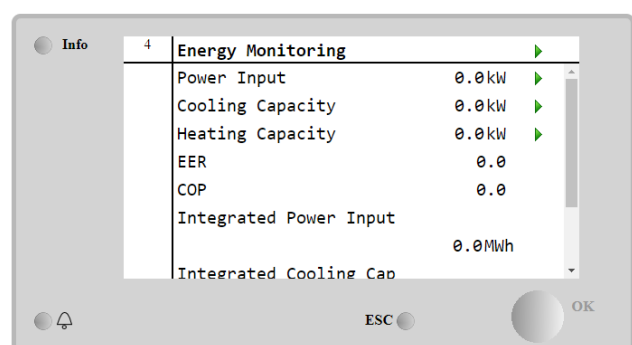 Info
4 Energy Monitoring
Power Input 0.0kW
Cooling Capacity 0.0kW
Heating Capacity 0.0kW
EER 0.0
COP 0.0
Integrated Power Input
0.0MWh
Integrated Cooling Cap
ESC OK